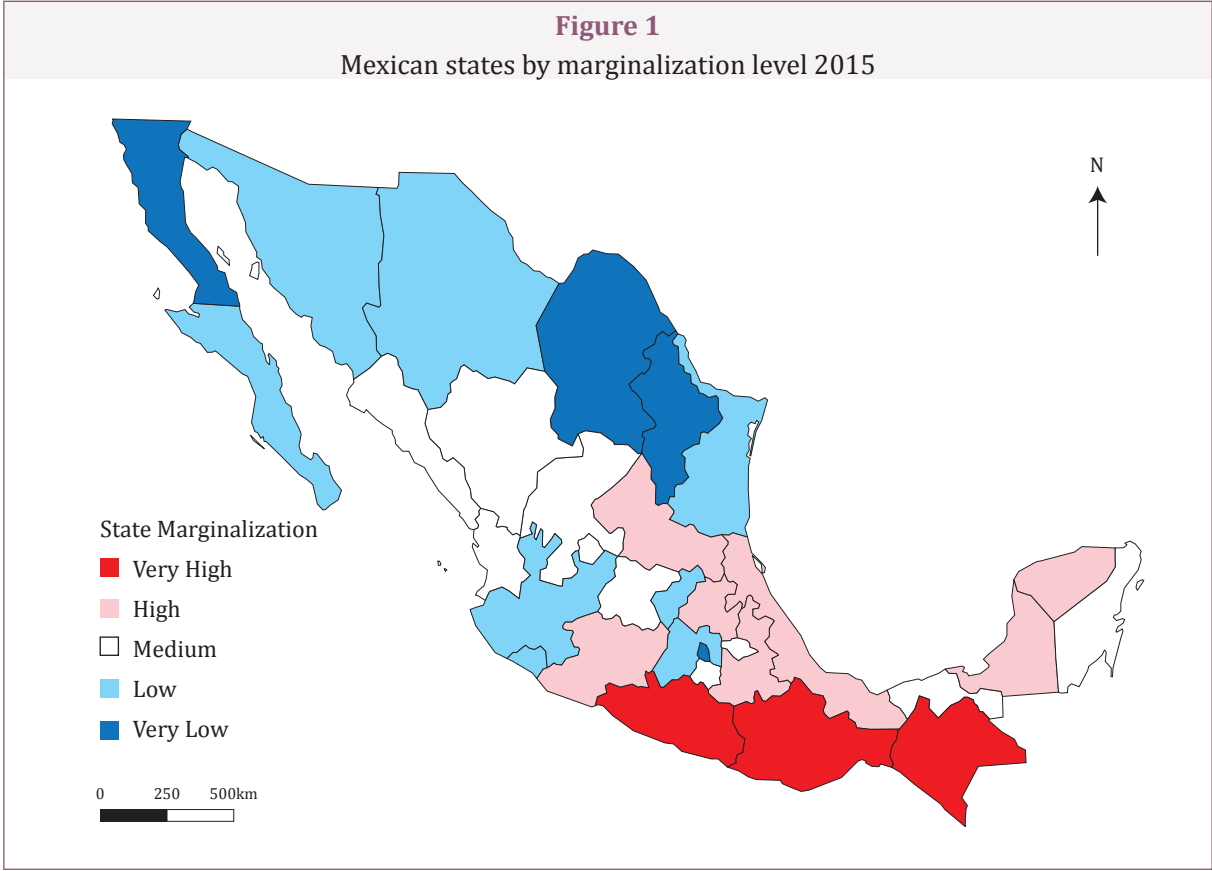 Figure 1
Mexican states by marginalization level 2015
N
State Marginalization
Very High
High
Medium
Low
Very Low
0 250 500km